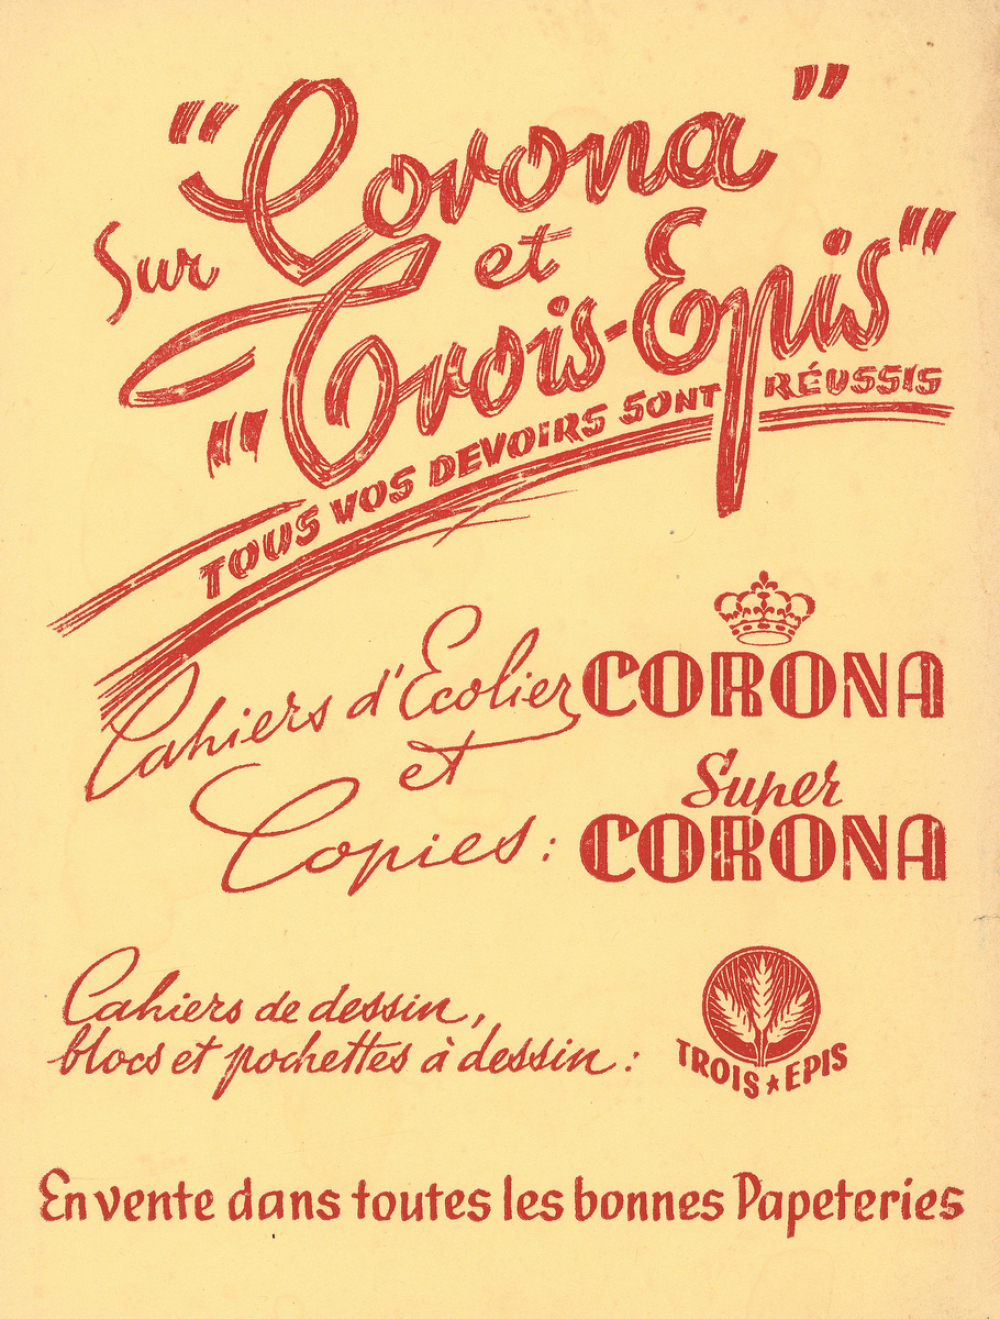 Sur "Corona"
et
"Trois-Epis"
TOUS VOS DEVOIRS SONT RÉUSSIS
Cahiers d'Ecolier CORONA
et
Copies : Super CORONA
Cahiers de dessin,
blocs et pochettes à dessin :
TROIS ★ EPIS
En vente dans toutes les bonnes Papeteries